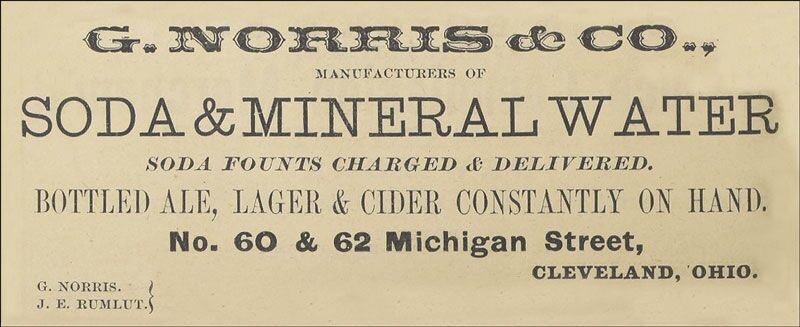 G. NORRIS & CO.,
MANUFACTURERS OF
SODA & MINERAL WATER
SODA FOUNTS CHARGED & DELIVERED.
BOTTLED ALE, LAGER & CIDER CONSTANTLY ON HAND.
No. 60 & 62 Michigan Street,
CLEVELAND, OHIO.
G. NORRIS.
J. E. RUMLUT.